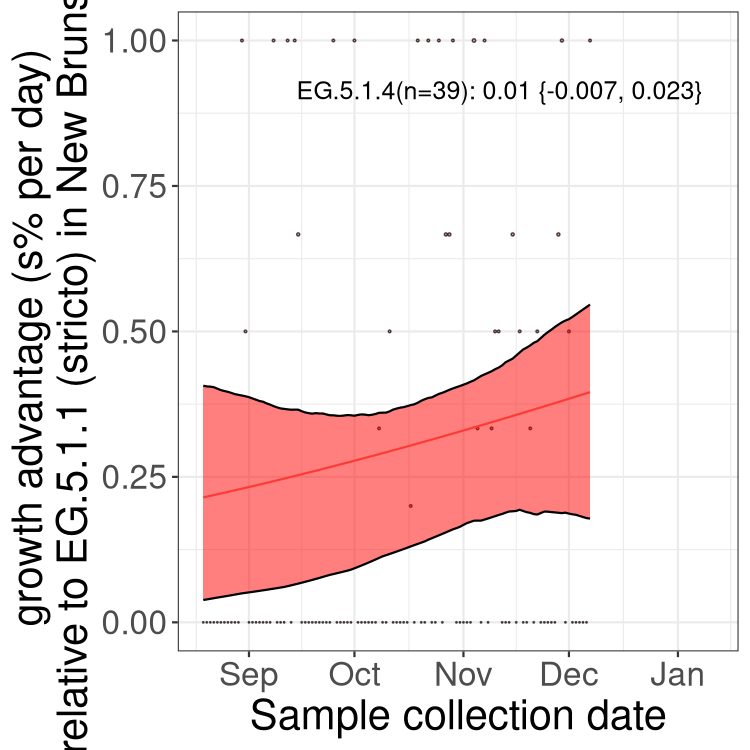 growth advantage (s% per day)
relative to EG.5.1.1 (stricto) in New Bruns
1.00
0.75
0.50
0.25
0.00
EG.5.1.4(n=39): 0.01 {-0.007, 0.023}
Sep Oct Nov Dec Jan
Sample collection date